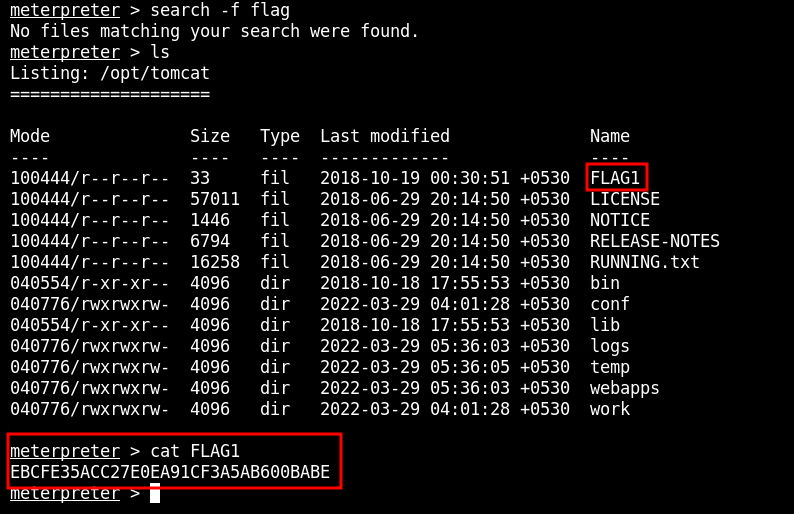 meterpreter > search -f flag
No files matching your search were found.
meterpreter > ls
Listing: /opt/tomcat
====================
Mode              Size   Type  Last modified              Name
----              ----   ----  -------------              ----
100444/r--r--r--  33     fil   2018-10-19 00:30:51 +0530  FLAG1
100444/r--r--r--  57011  fil   2018-06-29 20:14:50 +0530  LICENSE
100444/r--r--r--  1446   fil   2018-06-29 20:14:50 +0530  NOTICE
100444/r--r--r--  6794   fil   2018-06-29 20:14:50 +0530  RELEASE-NOTES
100444/r--r--r--  16258  fil   2018-06-29 20:14:50 +0530  RUNNING.txt
040554/r-xr-xr--  4096   dir   2018-10-18 17:55:53 +0530  bin
040776/rwxrwxrw-  4096   dir   2022-03-29 04:01:28 +0530  conf
040554/r-xr-xr--  4096   dir   2018-10-18 17:55:53 +0530  lib
040776/rwxrwxrw-  4096   dir   2022-03-29 05:36:03 +0530  logs
040776/rwxrwxrw-  4096   dir   2022-03-29 05:36:05 +0530  temp
040776/rwxrwxrw-  4096   dir   2022-03-29 05:36:03 +0530  webapps
040776/rwxrwxrw-  4096   dir   2022-03-29 04:01:28 +0530  work
meterpreter > cat FLAG1
EBCFE35ACC27E0EA91CF3A5AB600BABE
meterpreter >